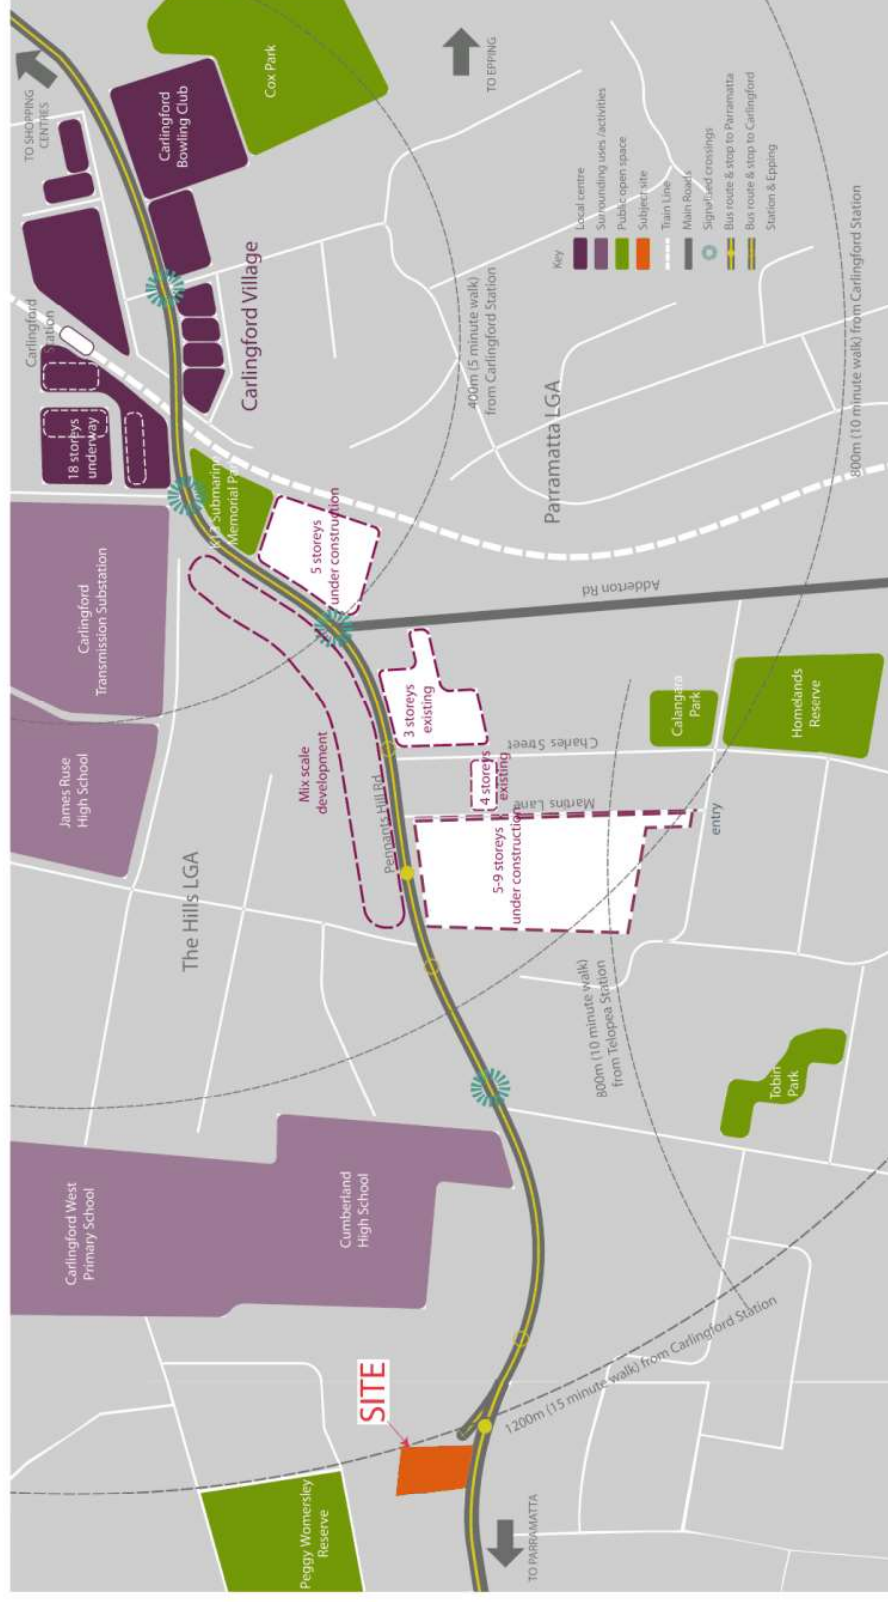 TO SHOPPING
CENTRES
Carlingford
Bowling Club
Cox Park
TO EPPING
Carlingford
Station
Carlingford Village
18 storeys
underway
400m (5 minute walk)
from Carlingford Station
Key
Local centre
Surrounding uses /activities
Public open space
Subject site
Train Line
Main Roads
Signalised crossings
Bus route & stop to Parramatta
Bus route & stop to Carlingford
Station & Epping
800m (10 minute walk) from Carlingford Station
Parramatta LGA
K13 Submarine
Memorial Park
5 storeys
under construction
Carlingford
Transmission Substation
Adderton Rd
James Ruse
High School
Mix scale
development
3 storeys
existing
Charles Street
4 storeys
existing
Martins Lane
Calangara
Park
Homelands
Reserve
Pennants Hill Rd
5-9 storeys
under construction
entry
The Hills LGA
800m (10 minute walk)
from Telopea Station
Tobin
Park
Carlingford West
Primary School
Cumberland
High School
SITE
1200m (15 minute walk) from Carlingford Station
Peggy Womersley
Reserve
TO PARRAMATTA